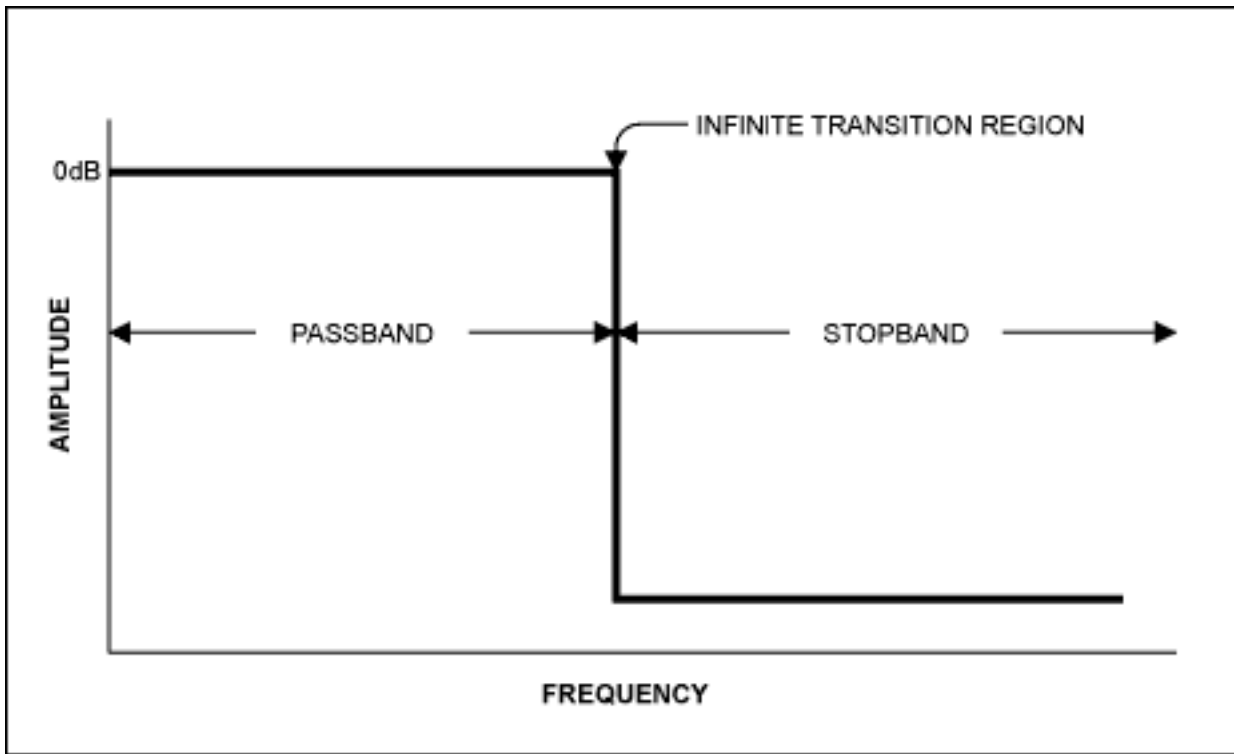 INFINITE TRANSITION REGION
0dB
AMPLITUDE
PASSBAND
STOPBAND
FREQUENCY